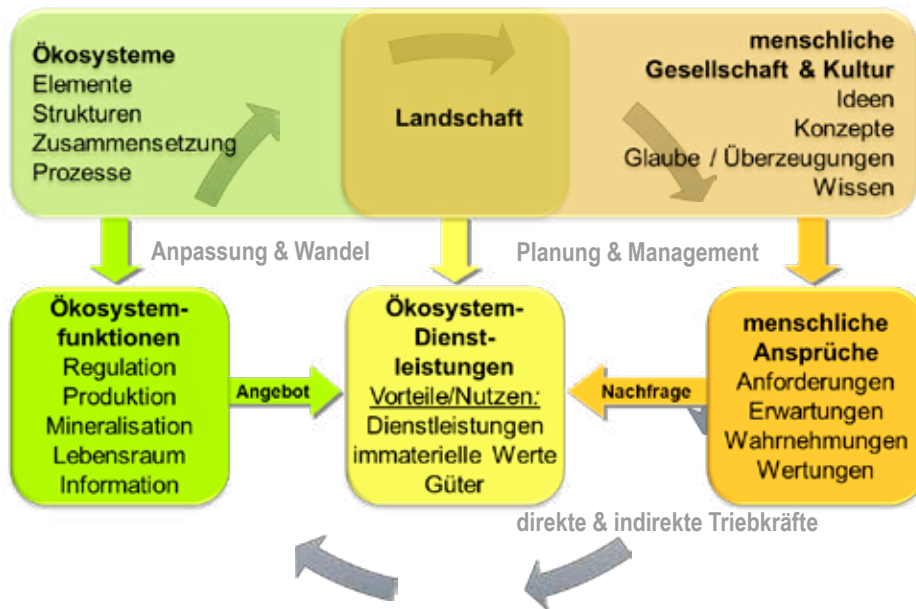 Ökosysteme
Elemente
Strukturen
Zusammensetzung
Prozesse
Landschaft
menschliche
Gesellschaft & Kultur
Ideen
Konzepte
Glaube / Überzeugungen
Wissen
Anpassung & Wandel
Planung & Management
Ökosystem-
funktionen
Regulation
Produktion
Mineralisation
Lebensraum
Information
Angebot
Ökosystem-
Dienst-
leistungen
Vorteile/Nutzen:
Dienstleistungen
immaterielle Werte
Güter
Nachfrage
menschliche
Ansprüche
Anforderungen
Erwartungen
Wahrnehmungen
Wertungen
direkte & indirekte Triebkräfte